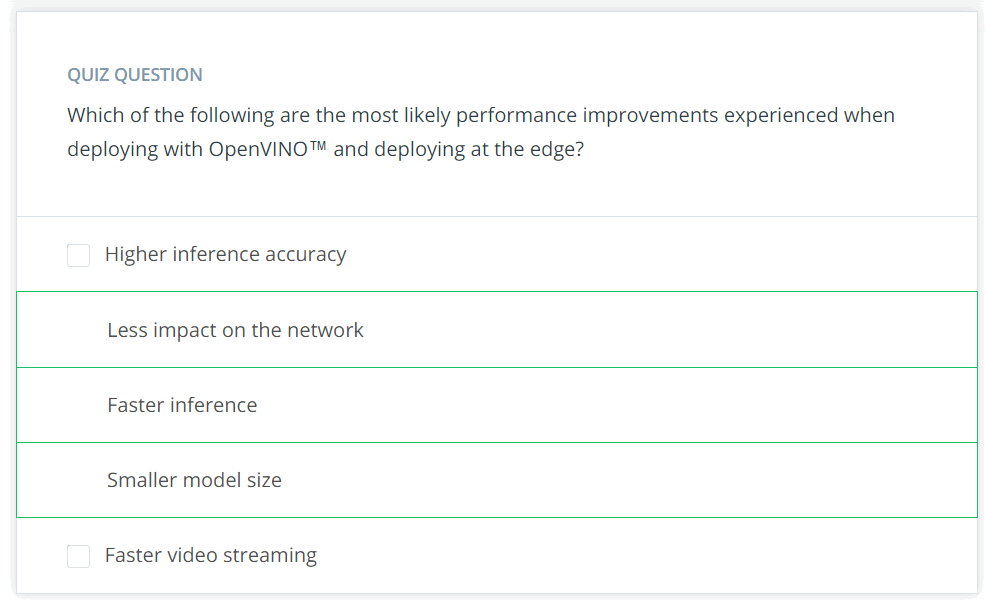 QUIZ QUESTION
Which of the following are the most likely performance improvements experienced when
deploying with OpenVINO™ and deploying at the edge?
Higher inference accuracy
Less impact on the network
Faster inference
Smaller model size
Faster video streaming